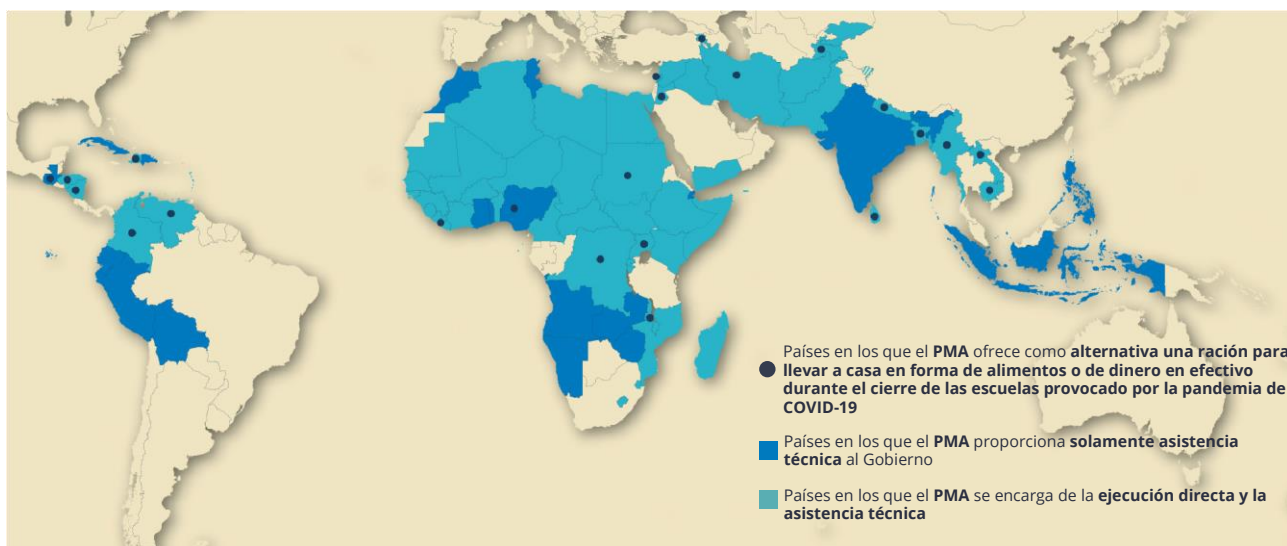 Países en los que el PMA ofrece como alternativa una ración para
llevar a casa en forma de alimentos o de dinero en efectivo
durante el cierre de las escuelas provocado por la pandemia de
COVID-19
Países en los que el PMA proporciona solamente asistencia
técnica al Gobierno
Países en los que el PMA se encarga de la ejecución directa y la
asistencia técnica